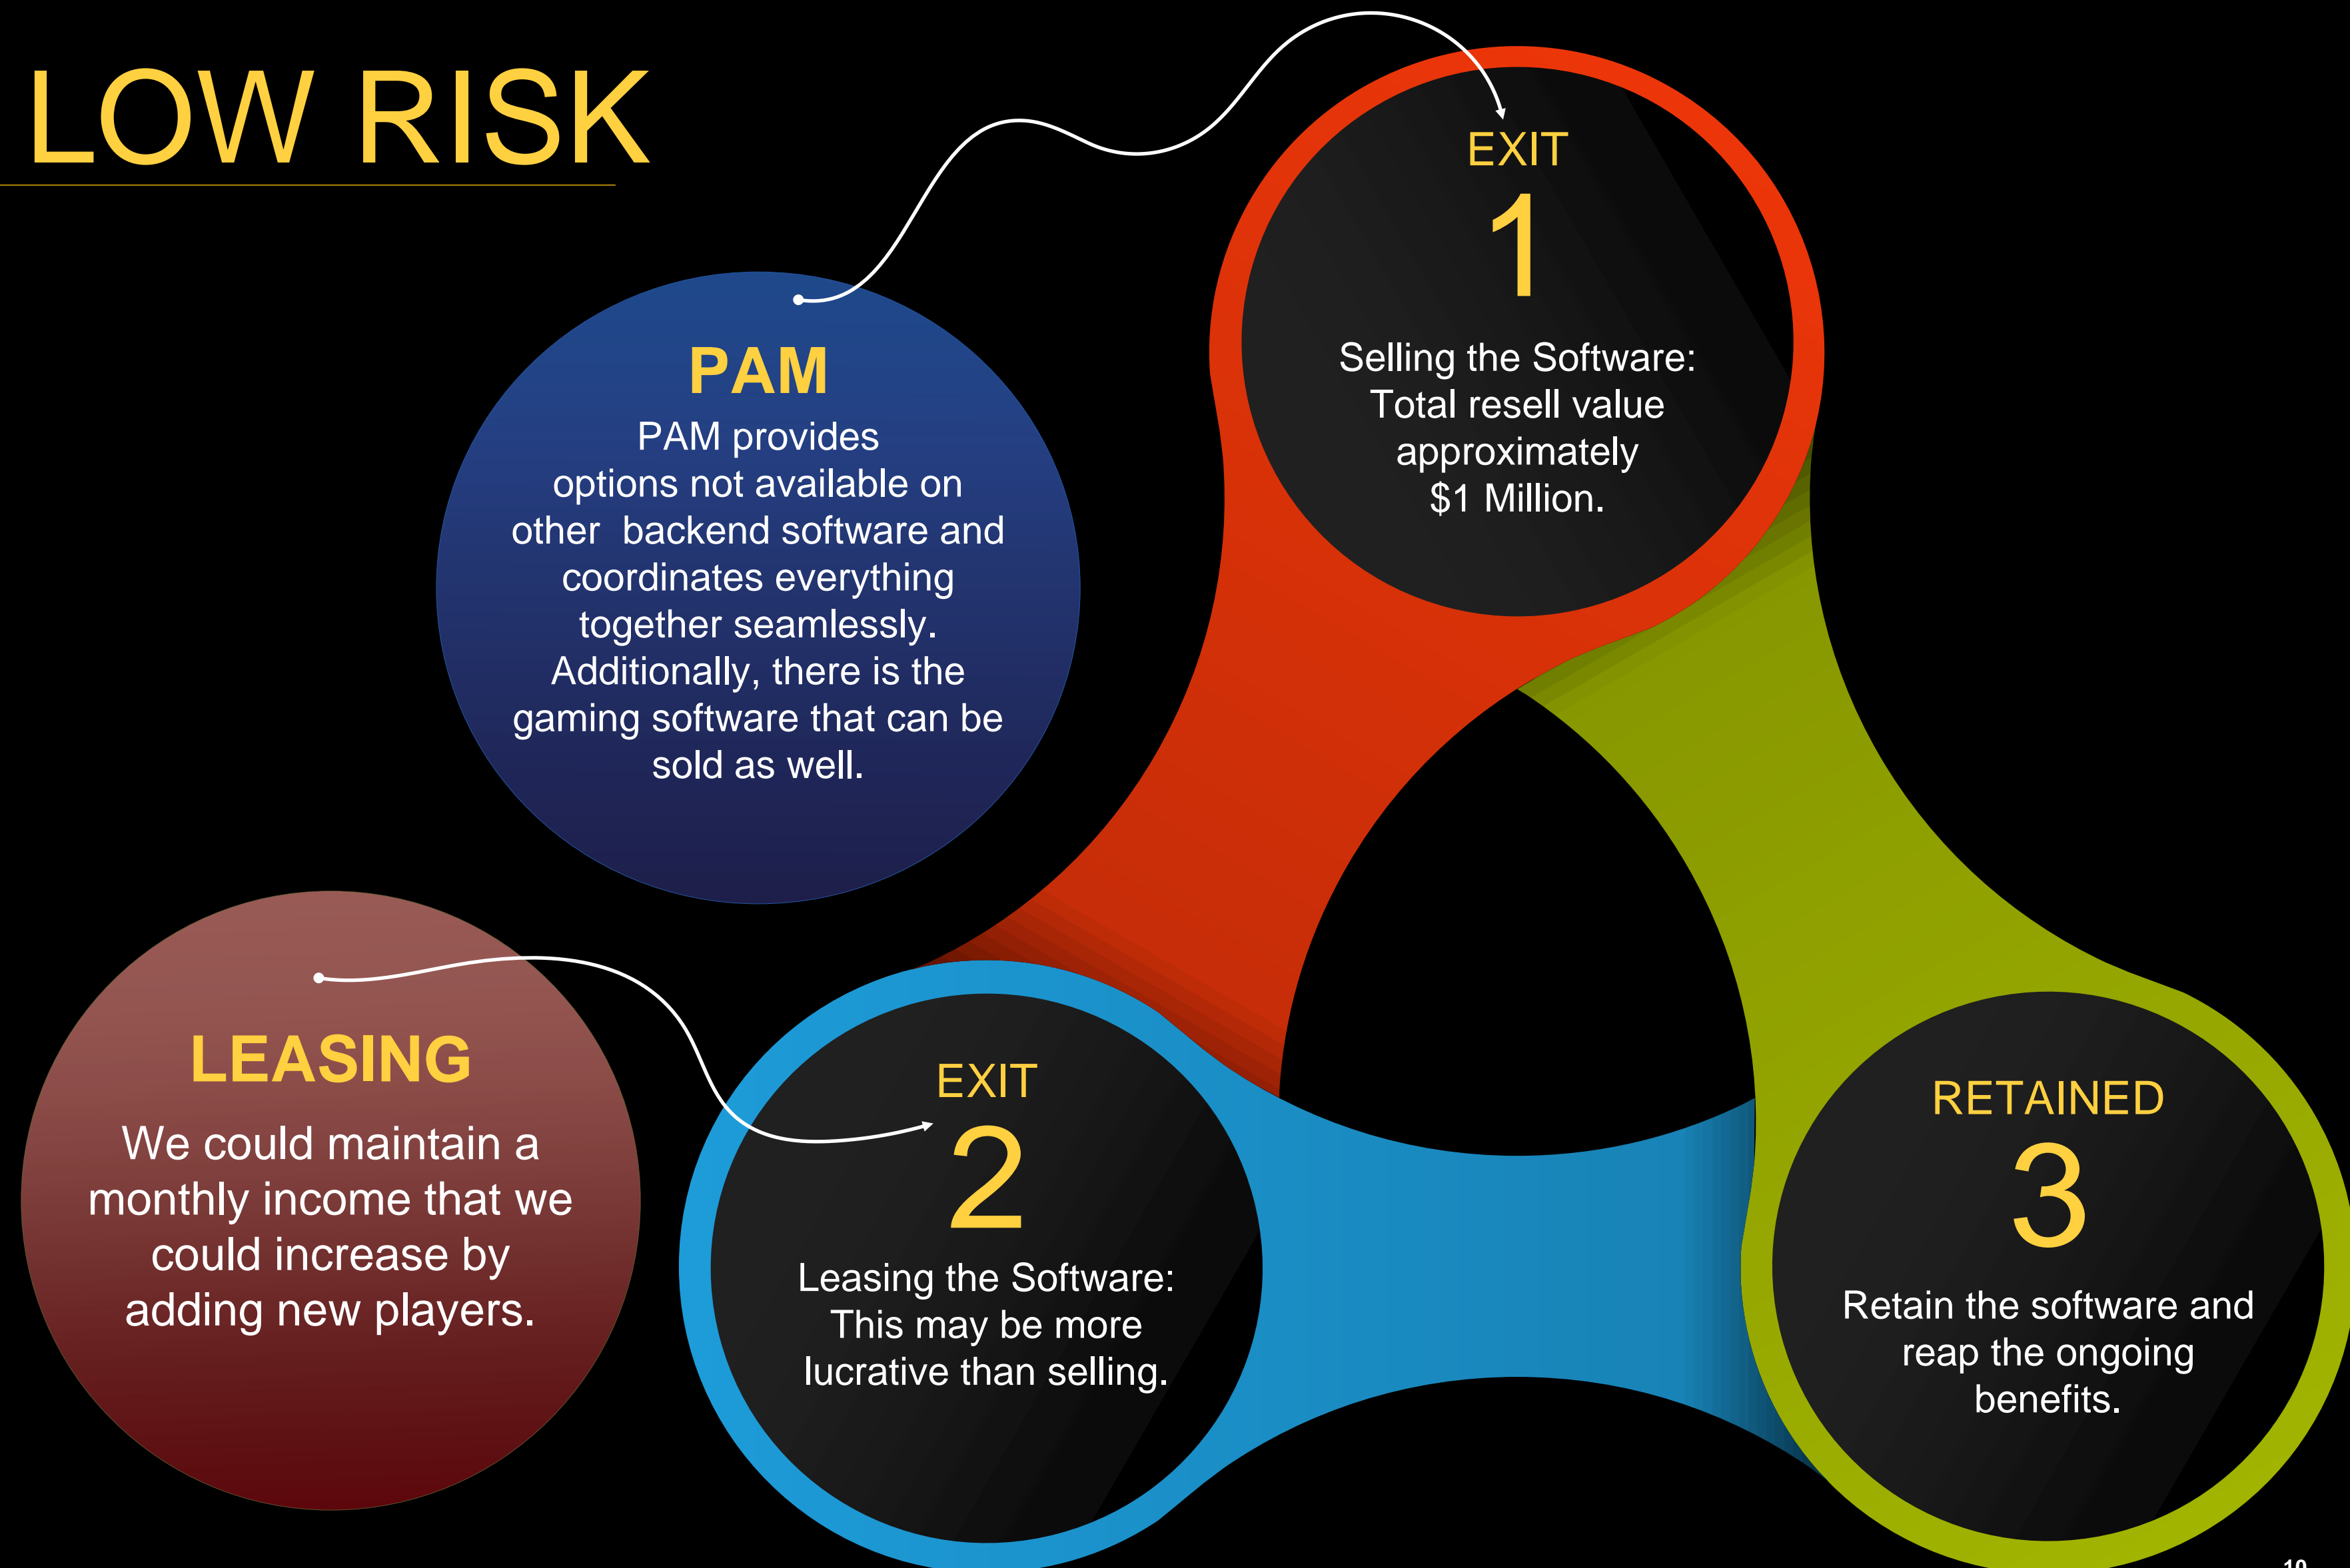 LOW RISK
PAM
PAM provides
options not available on
other  backend software and
coordinates everything
together seamlessly.
Additionally, there is the
gaming software that can be
sold as well.
EXIT
1
Selling the Software:
Total resell value
approximately
$1 Million.
LEASING
We could maintain a
monthly income that we
could increase by
adding new players.
EXIT
2
Leasing the Software:
This may be more
lucrative than selling.
RETAINED
3
Retain the software and
reap the ongoing
benefits.